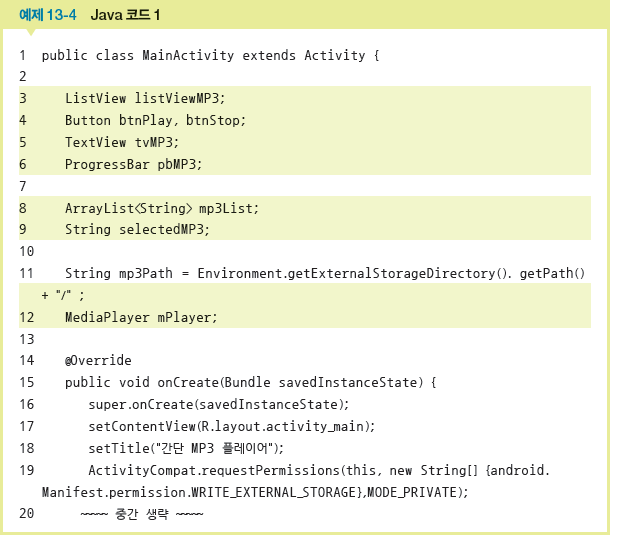 예제 13-4 Java 코드 1
1 public class MainActivity extends Activity {
2
3 ListView listViewMP3;
4 Button btnPlay, btnStop;
5 TextView tvMP3;
6 ProgressBar pbMP3;
7
8 ArrayList<String> mp3List;
9 String selectedMP3;
10
11 String mp3Path = Environment.getExternalStorageDirectory(). getPath()
+ "/" ;
12 MediaPlayer mPlayer;
13
14 @Override
15 public void onCreate(Bundle savedInstanceState) {
16 super.onCreate(savedInstanceState);
17 setContentView(R.layout.activity_main);
18 setTitle("간단 MP3 플레이어");
19 ActivityCompat.requestPermissions(this, new String[] {android.
Manifest.permission.WRITE_EXTERNAL_STORAGE},MODE_PRIVATE);
20 ~~~~ 중간 생략 ~~~~